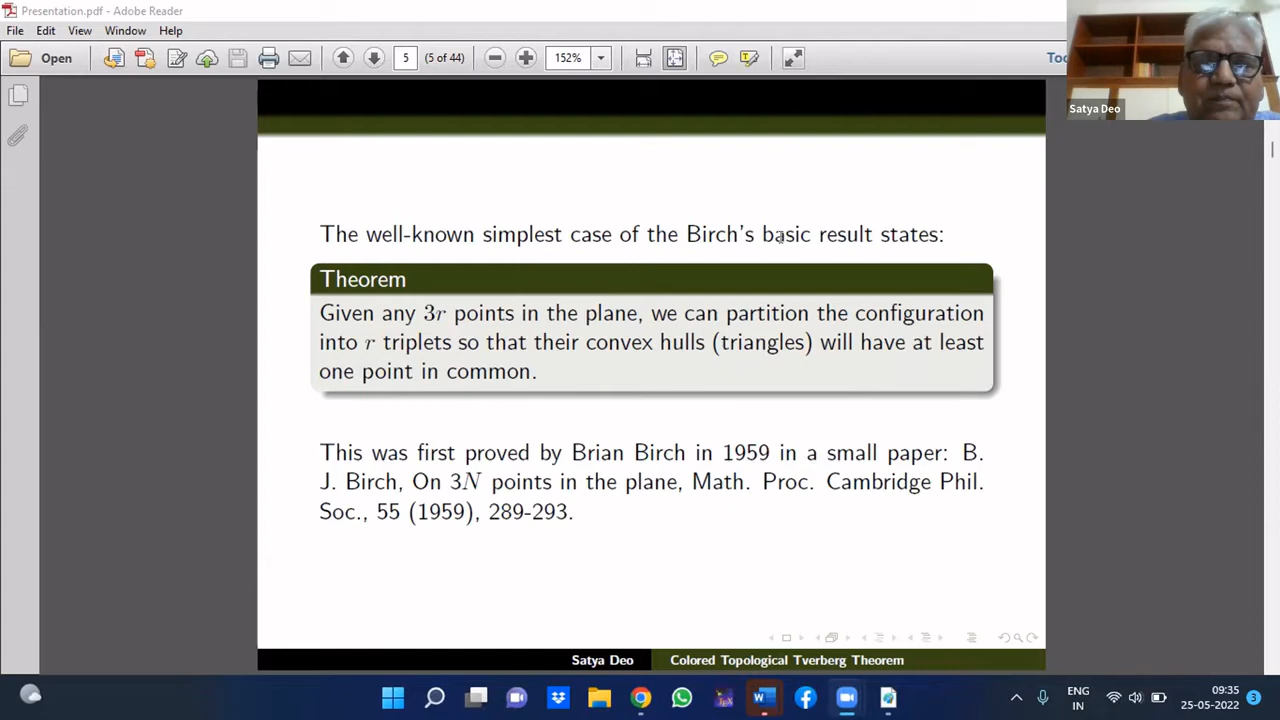 Presentation.pdf - Adobe Reader
File Edit View Window Help
Open 5 (5 of 44) 152%
Satya Deo
The well-known simplest case of the Birch's basic result states:
Theorem
Given any 3r points in the plane, we can partition the configuration
into r triplets so that their convex hulls (triangles) will have at least
one point in common.
This was first proved by Brian Birch in 1959 in a small paper: B.
J. Birch, On 3N points in the plane, Math. Proc. Cambridge Phil.
Soc., 55 (1959), 289-293.
Satya Deo Colored Topological Tverberg Theorem
ENG 09:35
IN 25-05-2022 3